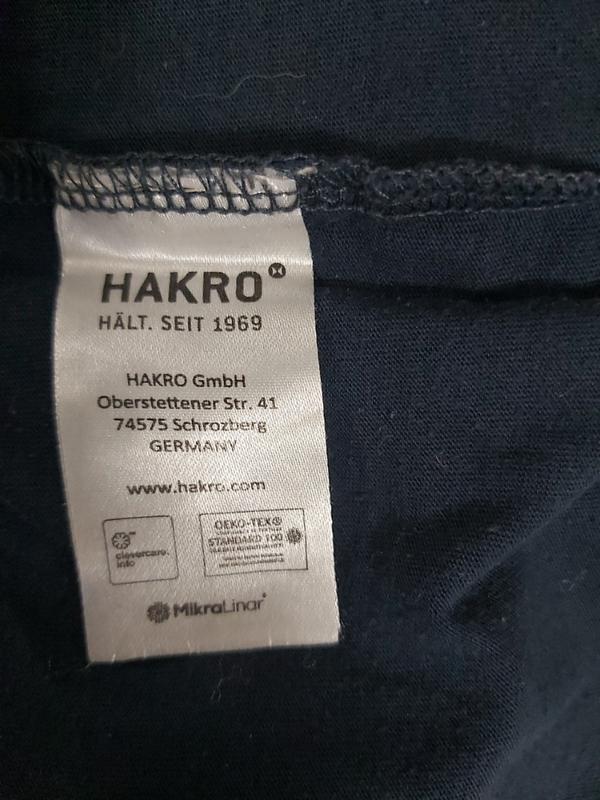 HAKRO
HÄLT. SEIT 1969
HAKRO GmbH
Oberstettener Str. 41
74575 Schrozberg
GERMANY
www.hakro.com
clevercare.
info
OEKO-TEX®
STANDARD 100
MikraLinar